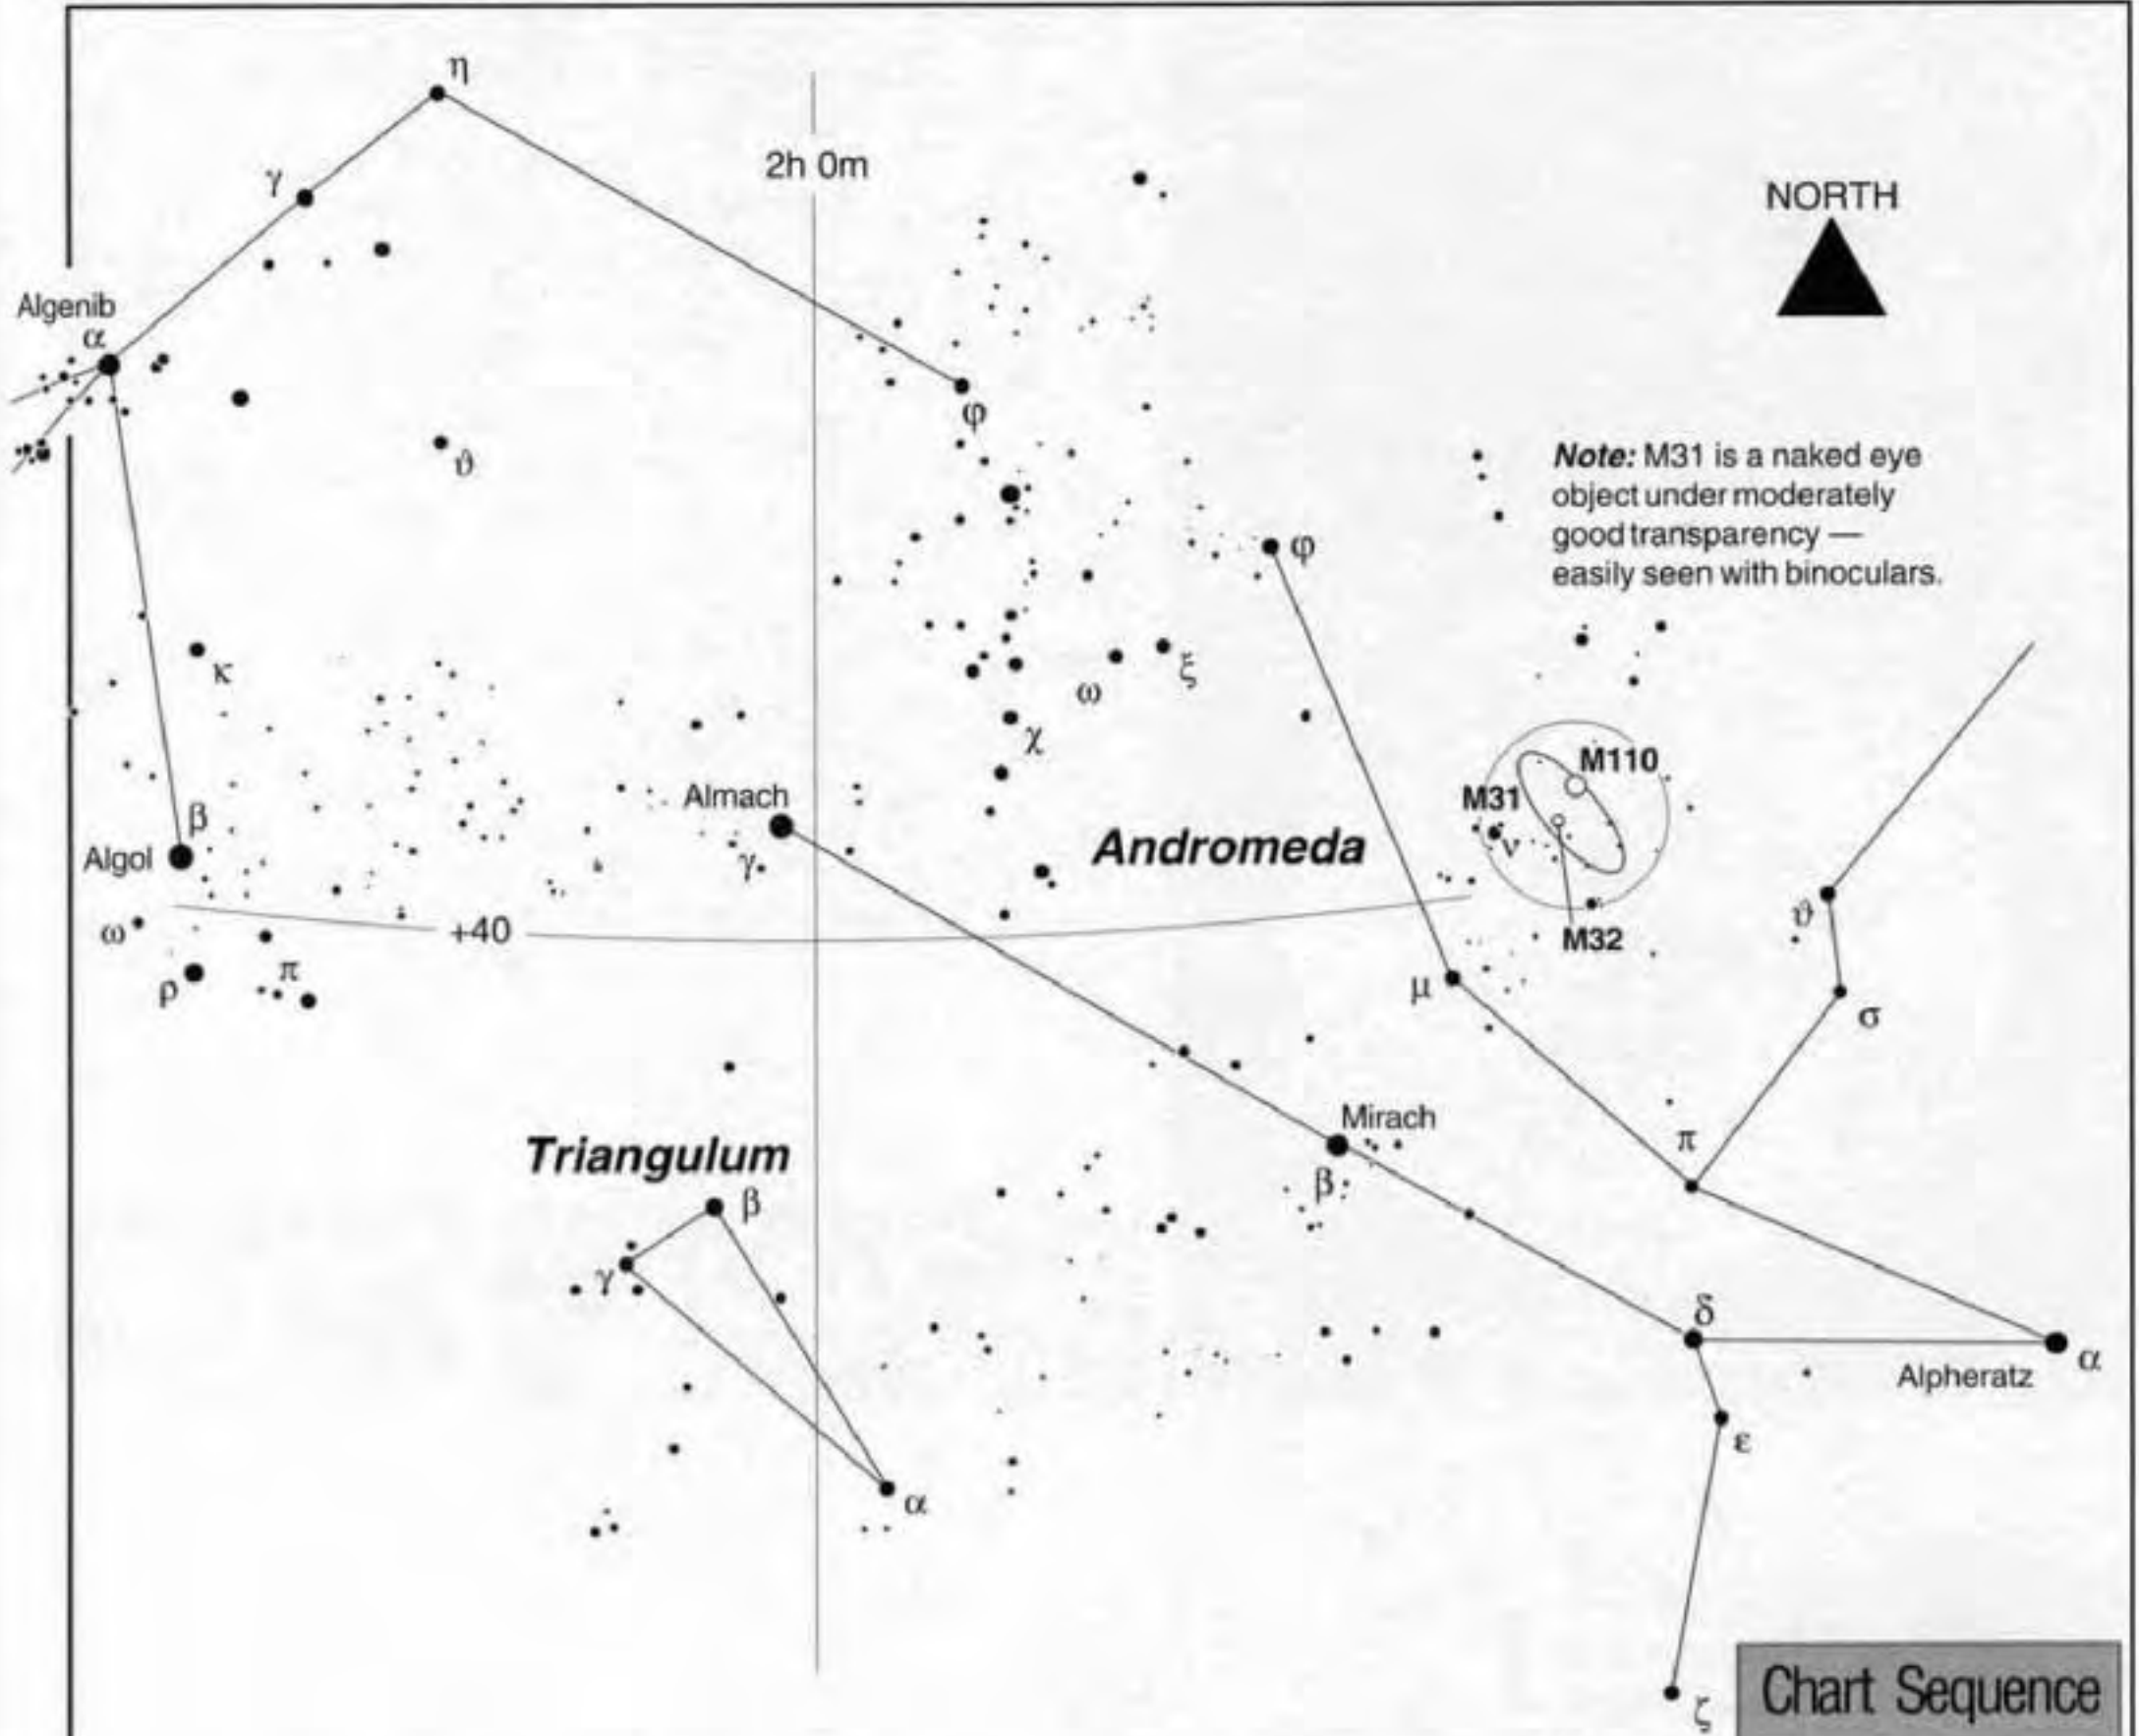 η
2h 0m
γ
NORTH
Algenib
α
φ
ϑ
Note: M31 is a naked eye
object under moderately
good transparency —
easily seen with binoculars.
φ
κ
ω
ξ
χ
M110
Almach
M31
β
Algol
γ
Andromeda
ν
ϑ
ω
+40
M32
ρ
π
μ
σ
Mirach
Triangulum
π
β
β
γ
δ
Alpheratz
α
ε
α
ζ
Chart Sequence